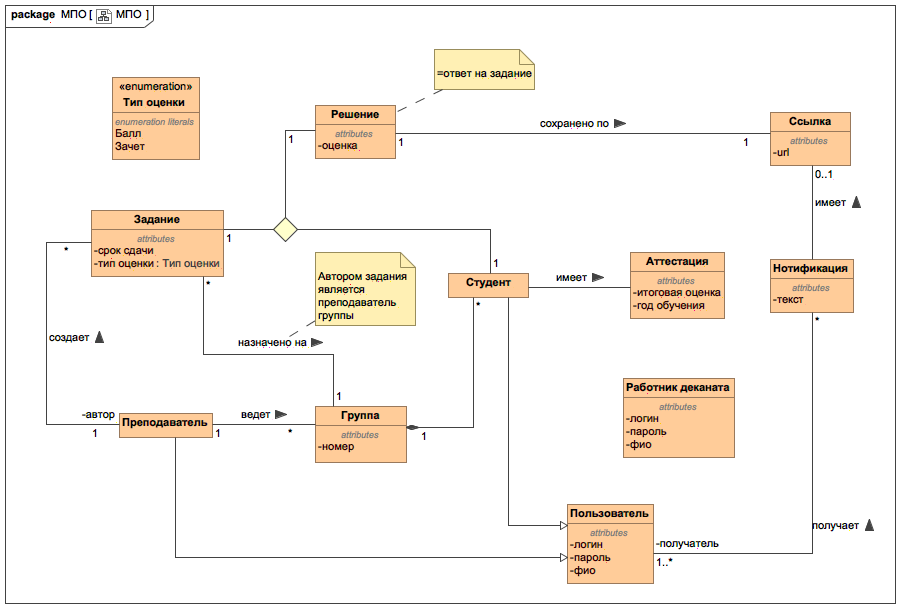 package МПО [ МПО ]
=ответ на задание
«enumeration»
Тип оценки
enumeration literals
Балл
Зачет
Решение
attributes
-оценка
1
1
сохранено по
1
Ссылка
attributes
-url
0..1
имеет
Задание
attributes
-срок сдачи
-тип оценки : Тип оценки
*
1
*
Автором задания
является
преподаватель
группы
1
Студент
*
имеет
Аттестация
attributes
-итоговая оценка
-год обучения
Нотификация
attributes
-текст
*
создает
назначено на
1
-автор
1
Преподаватель
ведет
1
*
Группа
attributes
-номер
1
Работник деканата
attributes
-логин
-пароль
-фио
Пользователь
attributes
-логин
-пароль
-фио
-получатель
1..*
получает